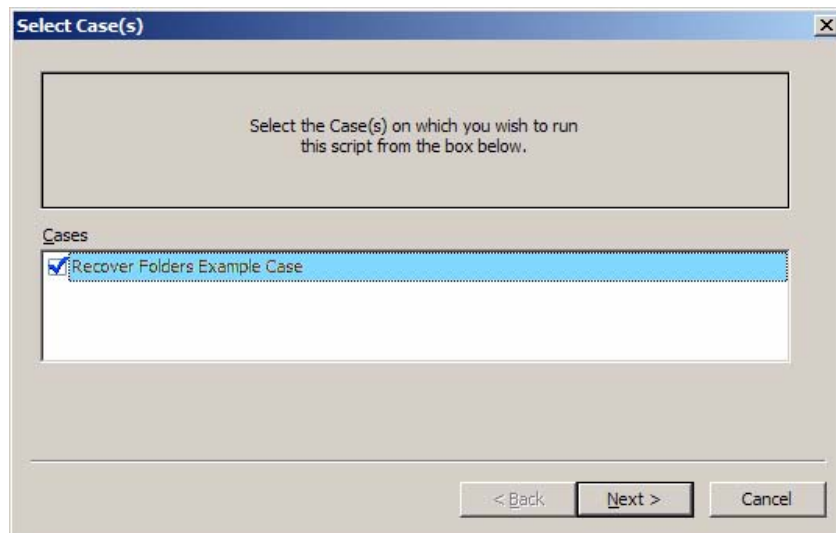 Select Case(s)
Select the Case(s) on which you wish to run
this script from the box below.
Cases
Recover Folders Example Case
< Back
Next >
Cancel